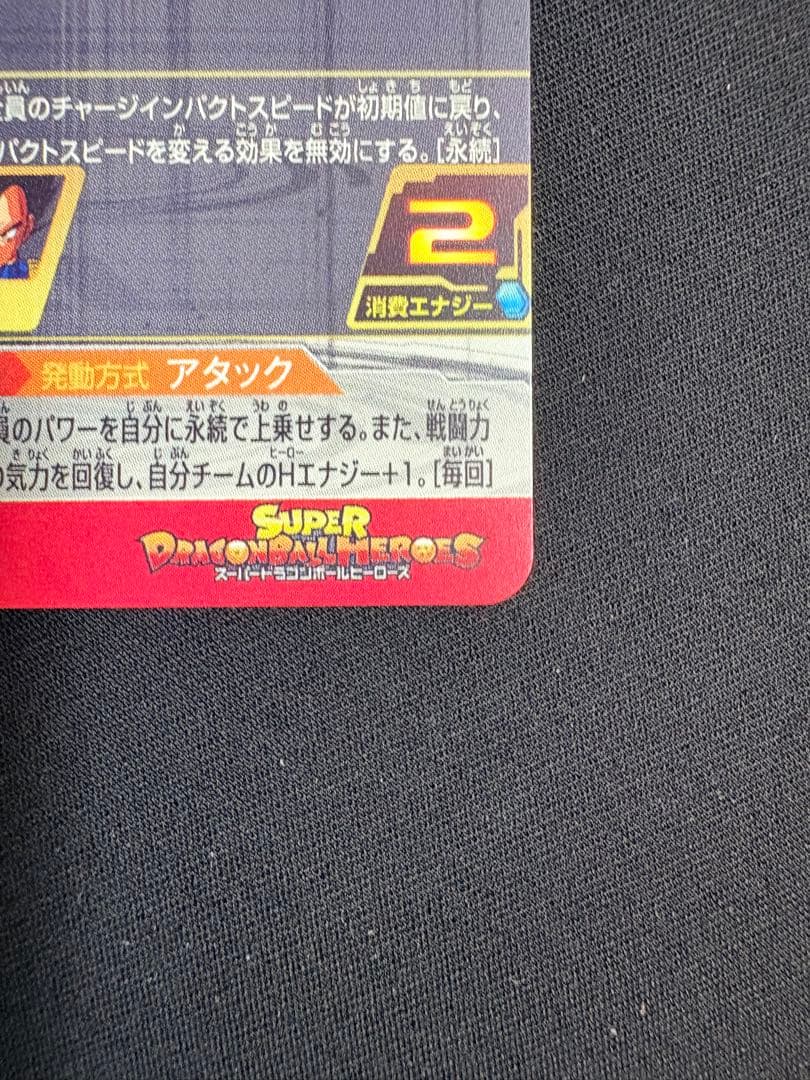 員のチャージインパクトスピードが初期値に戻り、
パクトスピードを変える効果を無効にする。[永続]
2
消費エナジー
発動方式 アタック
員のパワーを自分に永続で上乗せする。また、戦闘力
の気力を回復し、自分チームのHエナジー+1。[毎回]
SUPER
DRAGONBALL HEROES
スーパードラゴンボールヒーローズ